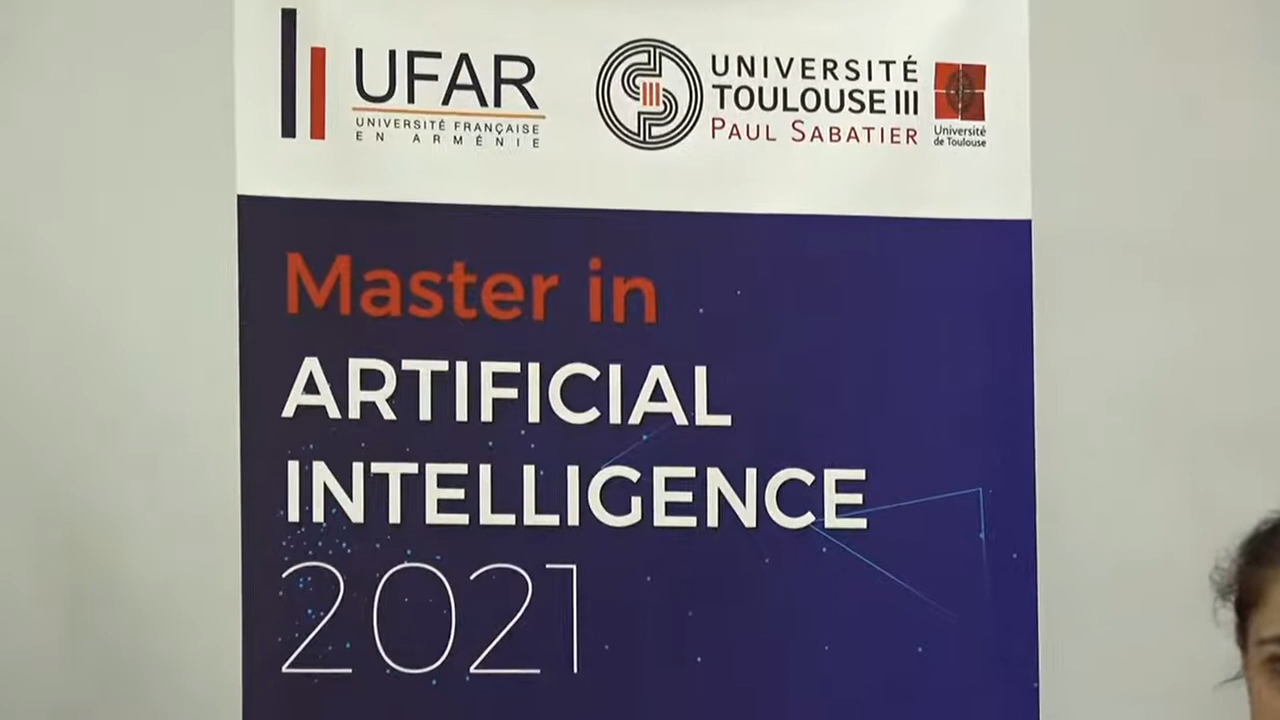 UFAR
UNIVERSITÉ FRANÇAISE
EN ARMÉNIE
UNIVERSITÉ
TOULOUSE III
PAUL SABATIER
Université
de Toulouse
Master in
ARTIFICIAL
INTELLIGENCE
2021